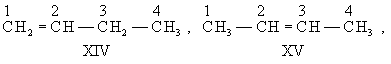 1 2 3 4 1 2 3 4
CH₂=CH—CH₂—CH₃ , CH₃—CH=CH—CH₃ ,
XIV XV